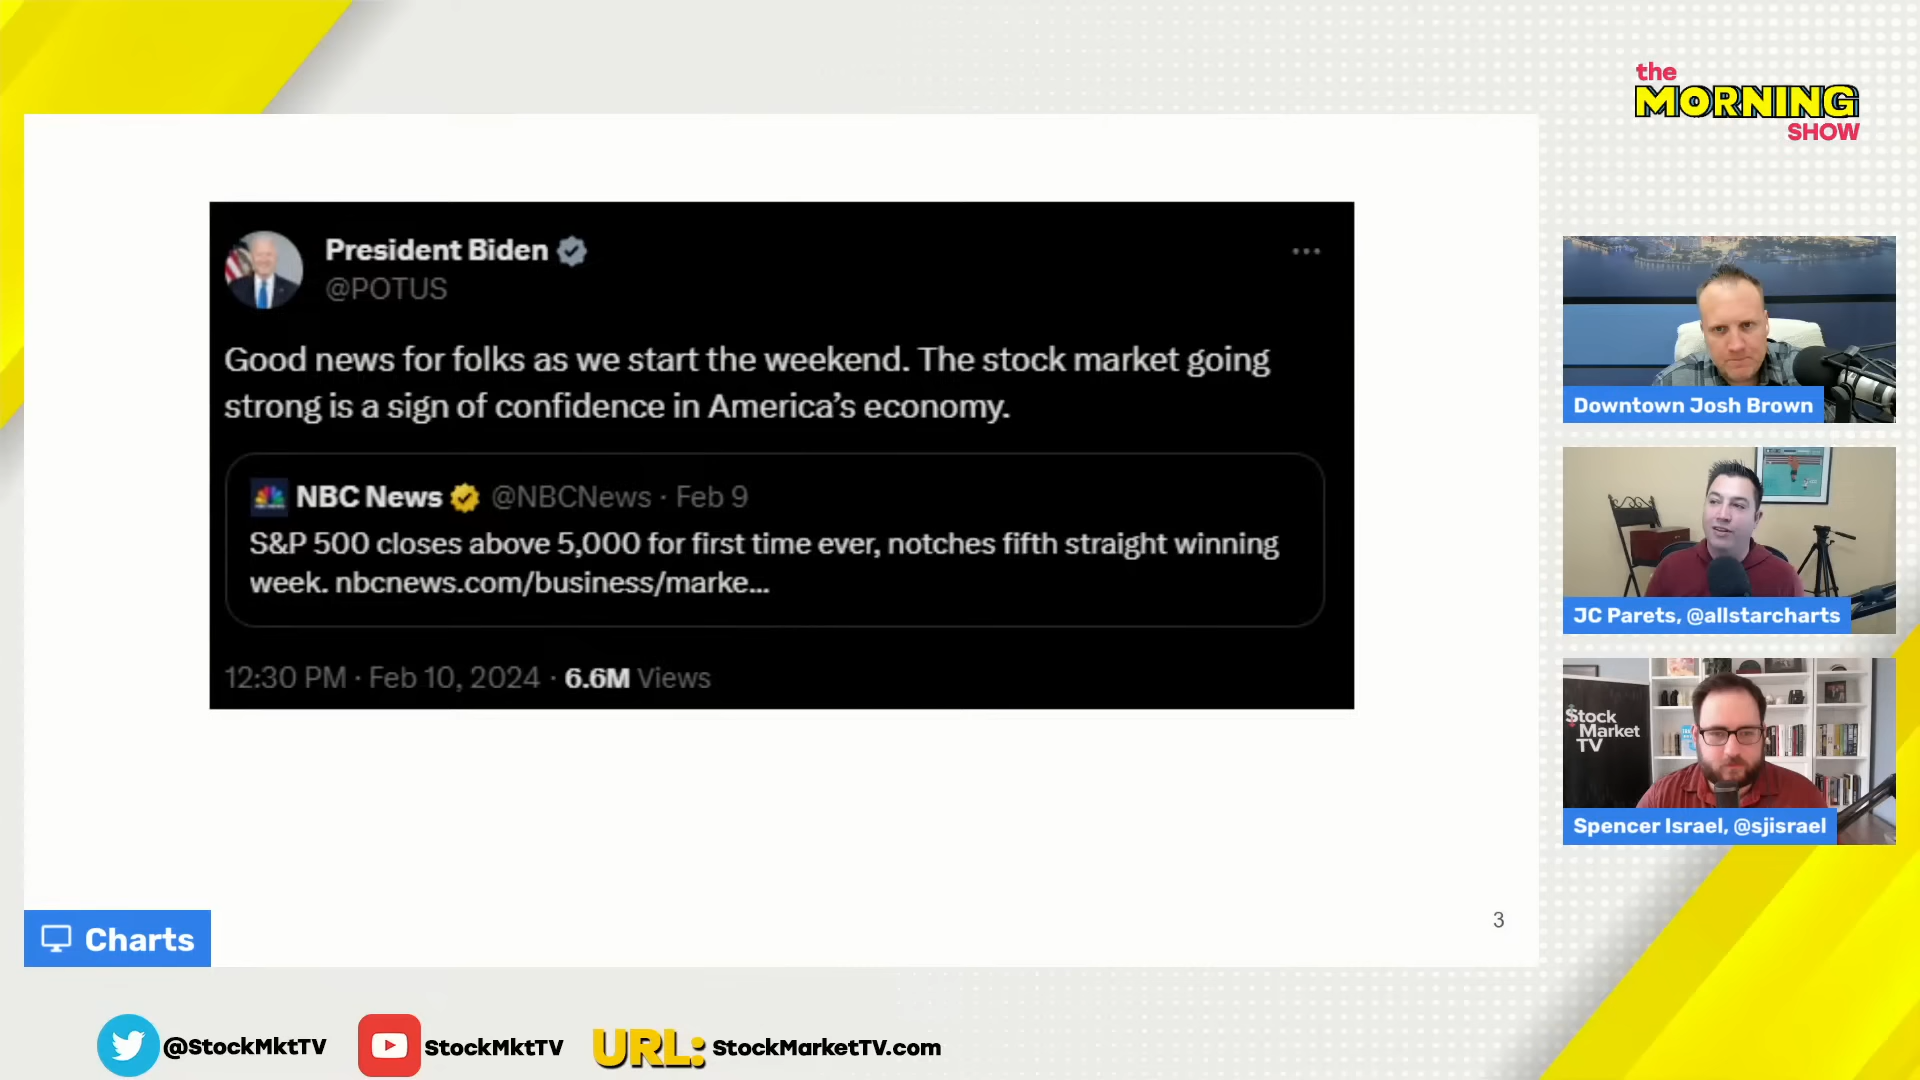 the
MORNING
SHOW
President Biden
@POTUS
Good news for folks as we start the weekend. The stock market going
strong is a sign of confidence in America’s economy.
NBC News @NBCNews · Feb 9
S&P 500 closes above 5,000 for first time ever, notches fifth straight winning
week. nbcnews.com/business/marke...
12:30 PM · Feb 10, 2024 · 6.6M Views
3
Charts
Downtown Josh Brown
JC Parets, @allstarcharts
Stock
Market
TV
Spencer Israel, @sjisrael
@StockMktTV
StockMktTV
URL: StockMarketTV.com